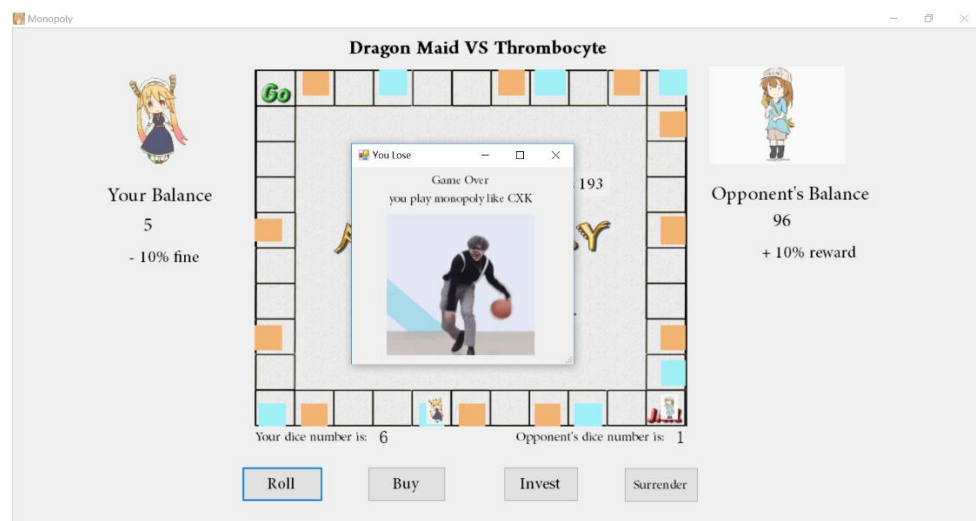 Monopoly
Dragon Maid VS Thrombocyte
Go
You Lose
Game Over
you play monopoly like CXK
193
Y
Your Balance
5
- 10% fine
Opponent's Balance
96
+ 10% reward
Your dice number is: 6
Opponent's dice number is: 1
Roll
Buy
Invest
Surrender